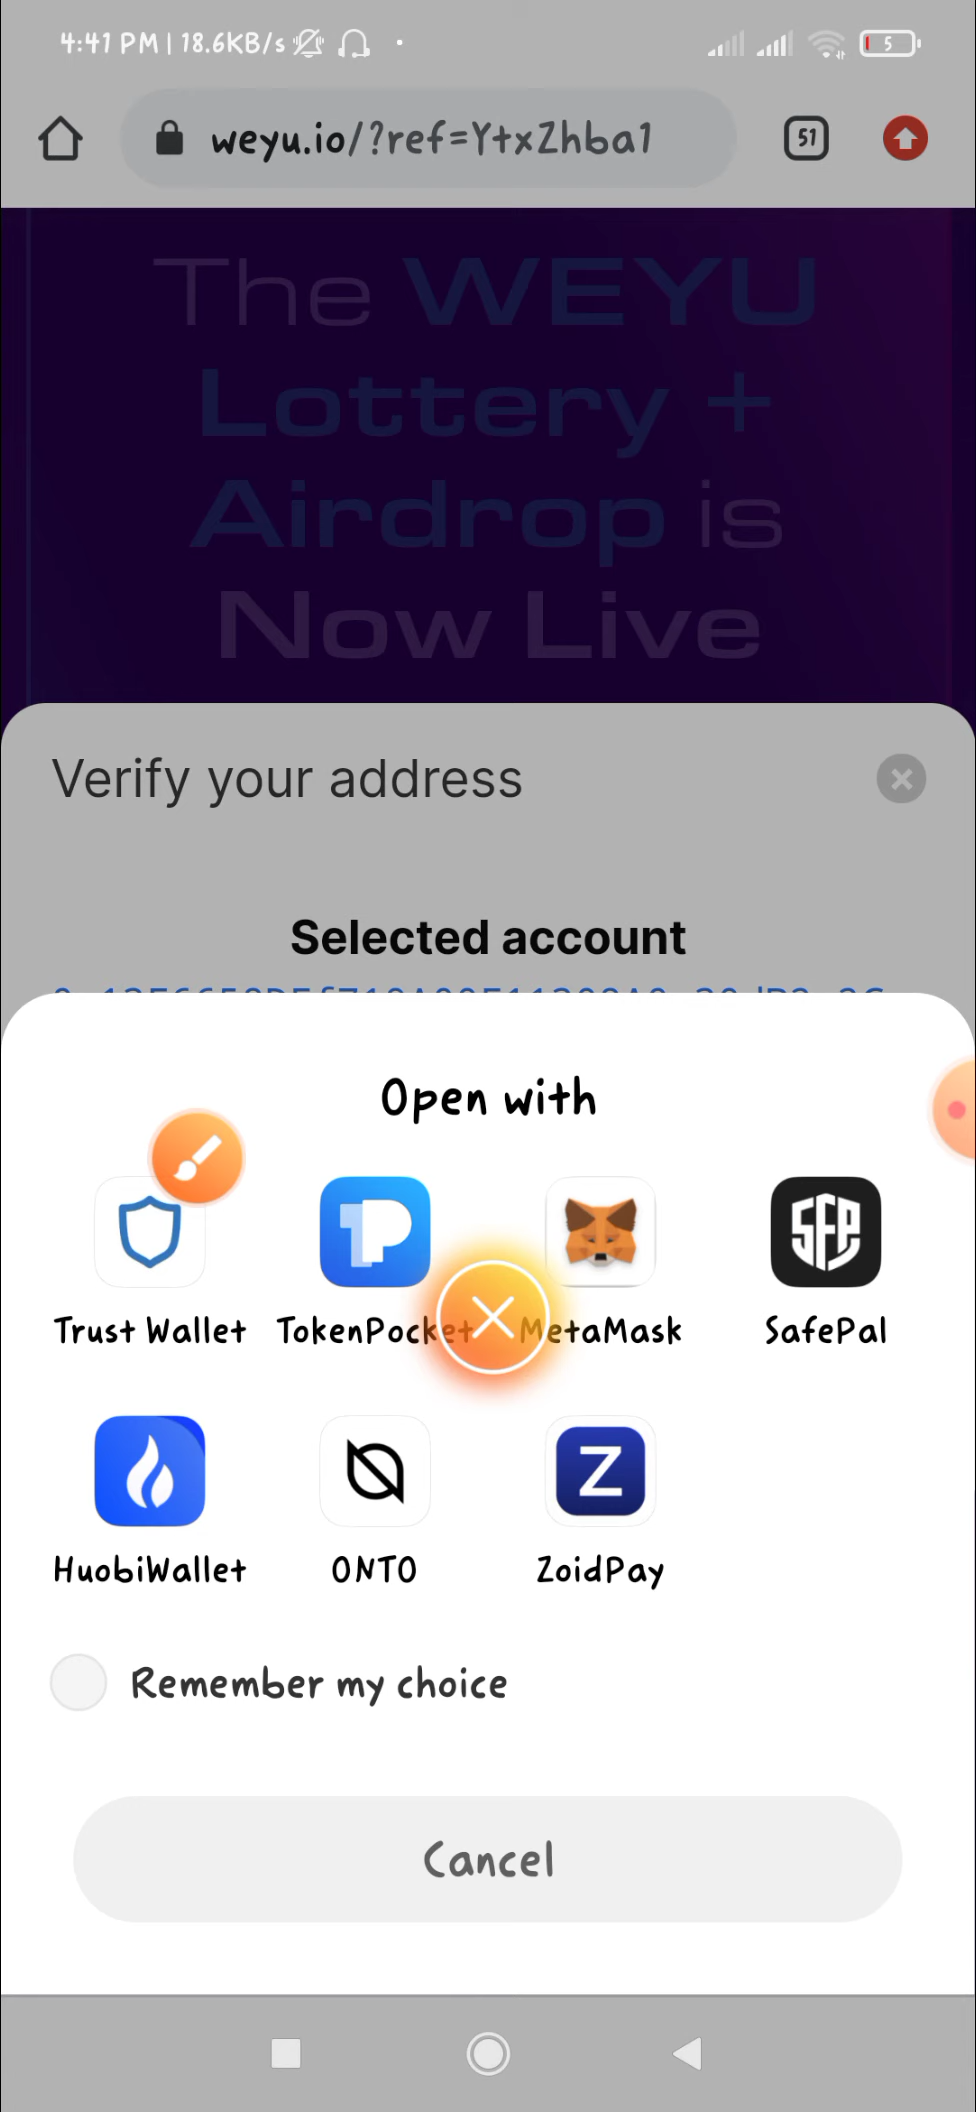 4:41 PM | 18.6KB/s
5
weyu.io/?ref=YtxZhba1
51
The WEYU
Lottery +
Airdrop is
Now Live
Verify your address
Selected account
Open with
Trust Wallet
TokenPocket
MetaMask
SafePal
HuobiWallet
ONTO
ZoidPay
Remember my choice
Cancel